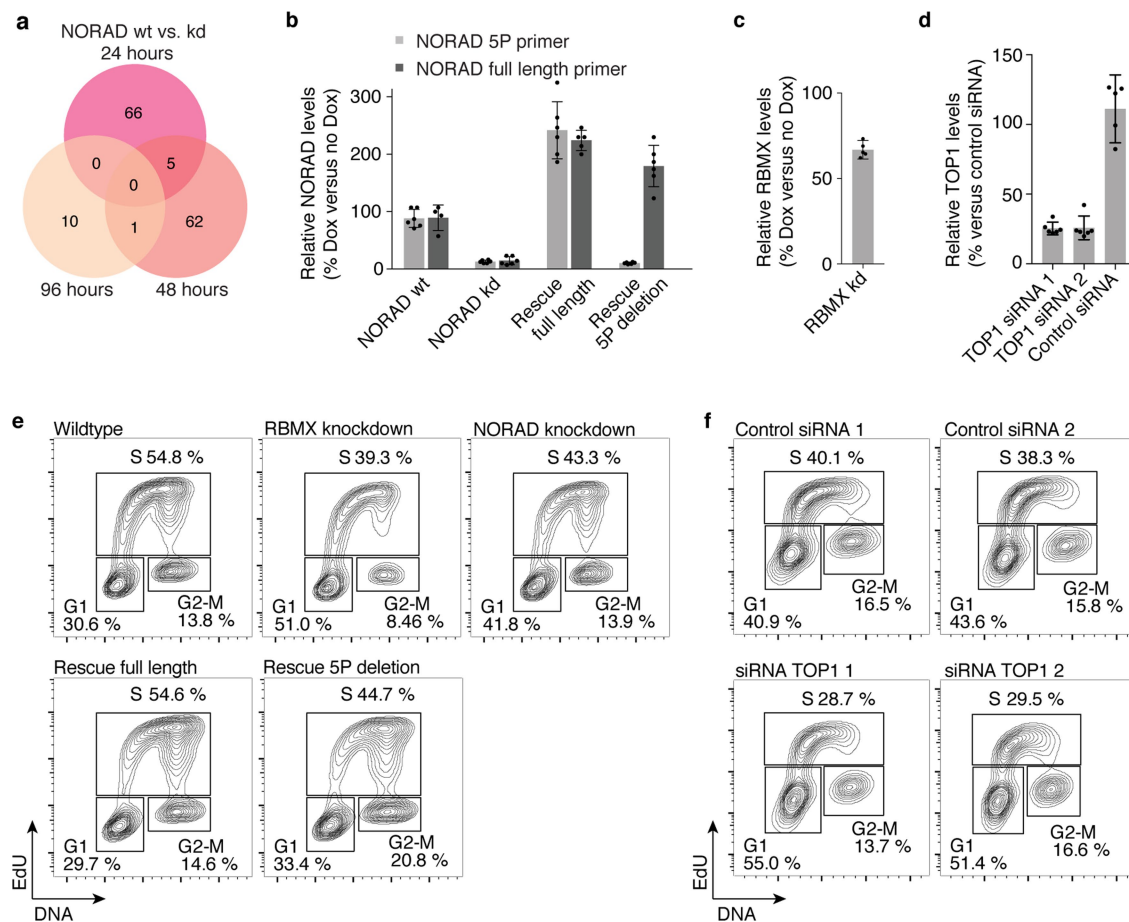 a
NORAD wt vs. kd
24 hours
66
0
5
0
10
1
62
96 hours
48 hours
b
NORAD 5P primer
NORAD full length primer
Relative NORAD levels
(% Dox versus no Dox)
300
200
100
0
NORAD wt
NORAD kd
Rescue
full length
Rescue
5P deletion
c
Relative RBMX levels
(% Dox versus no Dox)
100
50
0
RBMX kd
d
Relative TOP1 levels
(% versus control siRNA)
150
100
50
0
TOP1 siRNA 1
TOP1 siRNA 2
Control siRNA
e
Wildtype
S 54.8 %
G1
30.6 %
G2-M
13.8 %
RBMX knockdown
S 39.3 %
51.0 %
G2-M
8.46 %
NORAD knockdown
S 43.3 %
41.8 %
G2-M
13.9 %
Rescue full length
S 54.6 %
G1
29.7 %
G2-M
14.6 %
Rescue 5P deletion
S 44.7 %
G1
33.4 %
G2-M
20.8 %
EdU
DNA
f
Control siRNA 1
S 40.1 %
G1
40.9 %
G2-M
16.5 %
Control siRNA 2
S 38.3 %
G1
43.6 %
G2-M
15.8 %
siRNA TOP1 1
S 28.7 %
G1
55.0 %
G2-M
13.7 %
siRNA TOP1 2
S 29.5 %
G1
51.4 %
G2-M
16.6 %
EdU
DNA